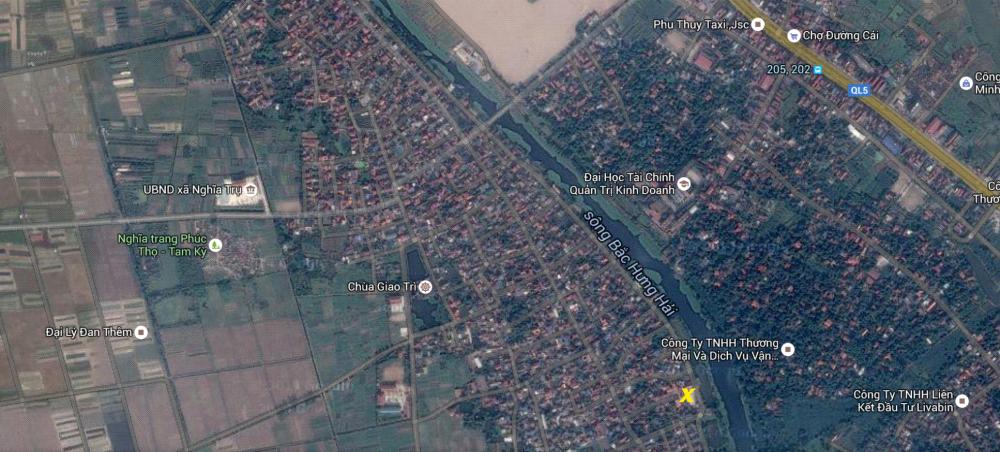 Phu Thuy Taxi.,Jsc
Chợ Đường Cái
205, 202
QL5
Công
Minh
Đại Học Tài Chính
Quản Trị Kinh Doanh
UBND xã Nghĩa Trụ
Cô
Thươ
sông Bắc Hưng Hải
Nghĩa trang Phúc
Thọ - Tam Kỳ
Chùa Giao Trì
Đại Lý Đan Thêm
Công Ty TNHH Thương
Mại Và Dịch Vụ Vận...
X
Công Ty TNHH Liên
Kết Đầu Tư Livabin